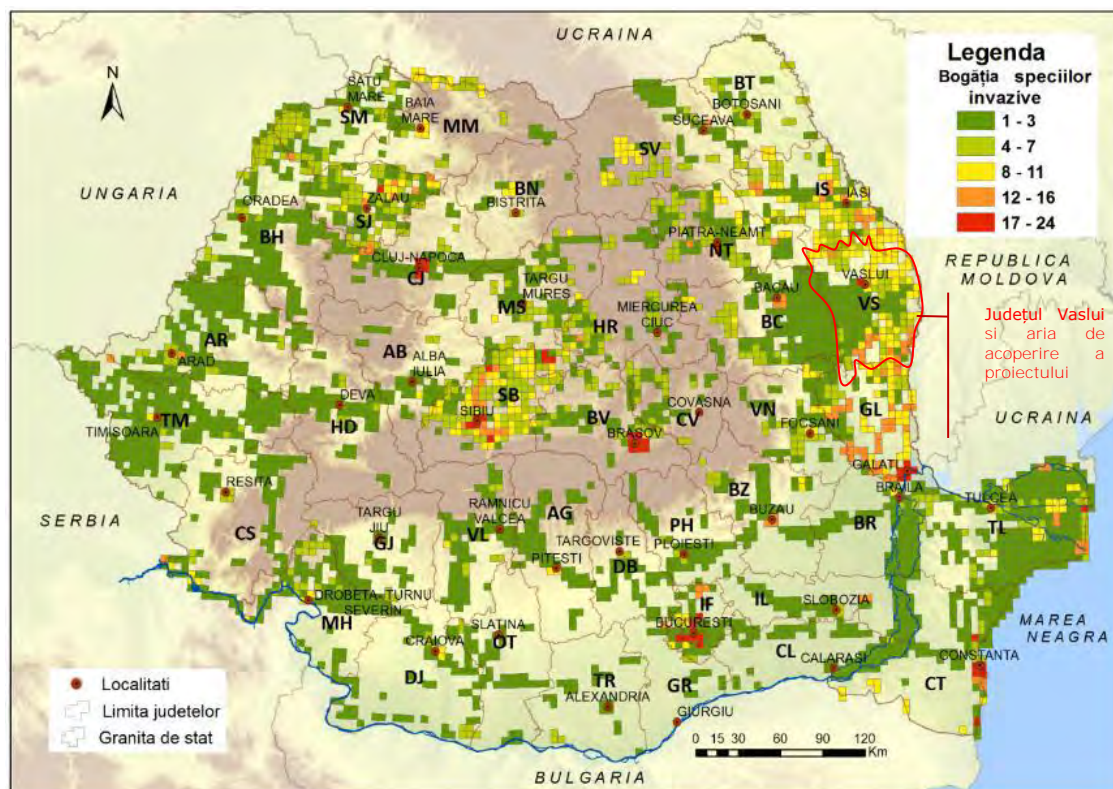 UCRAINA
N
Legenda
Bogăția speciilor
invazive
1 - 3
4 - 7
8 - 11
12 - 16
17 - 24
SATU
MARE
SM
BAIA
MARE
MM
BT
BOTOSANI
SUCEAVA
SV
UNGARIA
ORADEA
BH
ZALAU
SJ
BN
BISTRITA
IS
IASI
PIATRA-NEAMT
NT
CLUJ-NAPOCA
CJ
TARGU
MURES
MS
MIERCUREA
CIUC
HR
BACAU
BC
VASLUI
VS
REPUBLICA
MOLDOVA
Județul Vaslui
si aria de
acoperire a
proiectului
AR
ARAD
AB
ALBA
IULIA
SB
SIBIU
DEVA
HD
TM
TIMISOARA
BV
BRASOV
COVASNA
CV
VN
FOCSANI
GL
GALATI
BRAILA
UCRAINA
RESITA
CS
SERBIA
TARGU
JIU
GJ
RAMNICU
VALCEA
VL
AG
PITESTI
TARGOVISTE
DB
PH
PLOIESTI
BZ
BUZAU
BR
TULCEA
TL
DROBETA-TURNU
SEVERIN
MH
SLATINA
OT
CRAIOVA
DJ
TR
ALEXANDRIA
IF
BUCURESTI
IL
SLOBOZIA
CL
CALARASI
GR
GIURGIU
CONSTANTA
CT
MAREA
NEAGRA
Localitati
Limita judetelor
Granita de stat
0 15 30 60 90 120
Km
BULGARIA